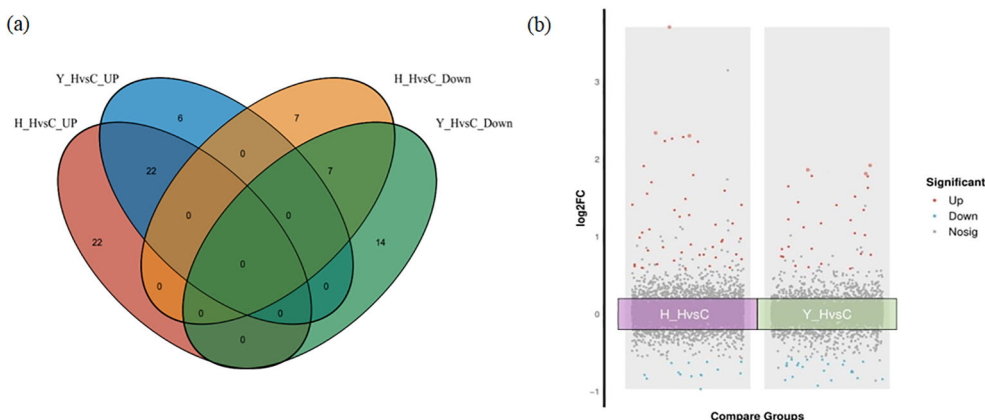 (a)
(b)
Y_HvsC_UP
H_HvsC_Down
H_HvsC_UP
Y_HvsC_Down
6
7
0
22
7
0
0
22
14
0
0
0
0
0
0
log2FC
3
2
1
0
−1
H_HvsC
Y_HvsC
Compare Groups
Significant
Up
Down
Nosig